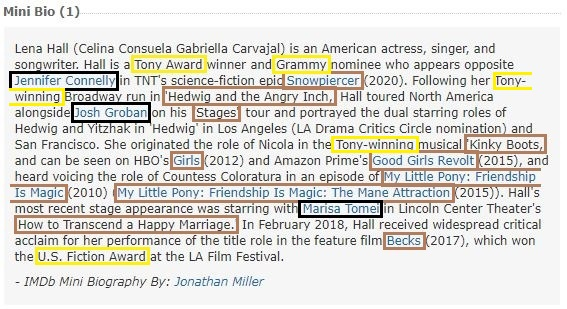 Mini Bio (1)
Lena Hall (Celina Consuela Gabriella Carvajal) is an American actress, singer, and
songwriter. Hall is a Tony Award winner and Grammy nominee who appears opposite
Jennifer Connelly in TNT's science-fiction epic Snowpiercer (2020). Following her Tony-
winning Broadway run in 'Hedwig and the Angry Inch, Hall toured North America
alongside Josh Groban on his 'Stages' tour and portrayed the dual starring roles of
Hedwig and Yitzhak in 'Hedwig' in Los Angeles (LA Drama Critics Circle nomination) and
San Francisco. She originated the role of Nicola in the Tony-winning musical 'Kinky Boots,
and can be seen on HBO's Girls (2012) and Amazon Prime's Good Girls Revolt (2015), and
heard voicing the role of Countess Coloratura in an episode of My Little Pony: Friendship
Is Magic (2010) (My Little Pony: Friendship Is Magic: The Mane Attraction (2015)). Hall's
most recent stage appearance was starring with Marisa Tomei in Lincoln Center Theater's
How to Transcend a Happy Marriage. In February 2018, Hall received widespread critical
acclaim for her performance of the title role in the feature film Becks (2017), which won
the U.S. Fiction Award at the LA Film Festival.
- IMDb Mini Biography By: Jonathan Miller